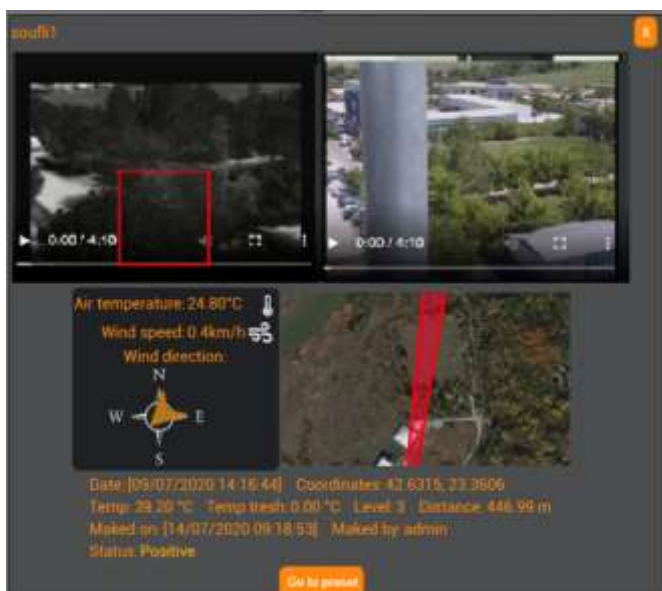 soufli1
X
0:00 / 4:10
0:00 / 4:10
Air temperature: 24.80°C
Wind speed: 0.4km/h
Wind direction:
N
W E
S
Date: [09/07/2020 14:16:44] Coordinates: 42.6315, 23.3606
Temp: 39.20 °C Temp tresh: 0.00 °C Level: 3 Distance: 446.99 m
Maked on: [14/07/2020 09:18:53] Maked by: admin
Status: Positive
Go to preset